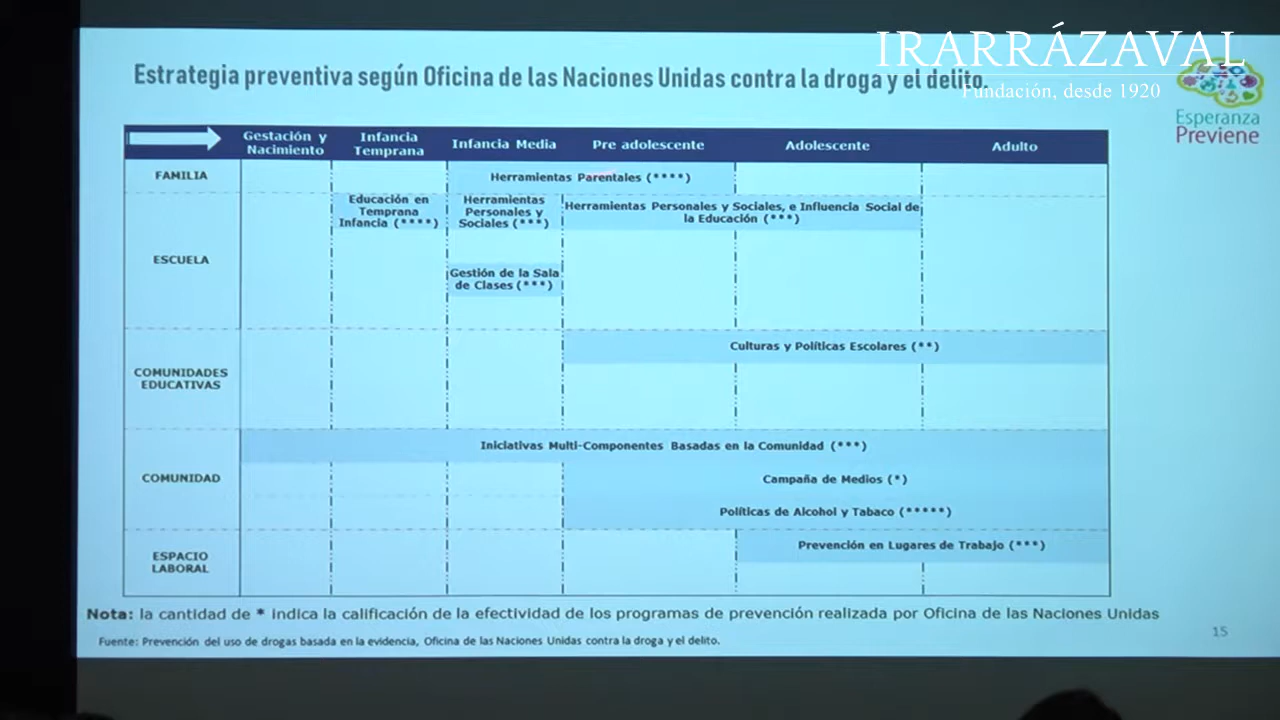 IRARRÁZAVAL
Fundación, desde 1920
Estrategia preventiva según Oficina de las Naciones Unidas contra la droga y el delito.
Esperanza
Previene
Gestación y
Nacimiento
Infancia
Temprana
Infancia Media
Pre adolescente
Adolescente
Adulto
FAMILIA
Herramientas Parentales (****)
ESCUELA
Educación en
Temprana
Infancia (****)
Herramientas
Personales y
Sociales (***)
Herramientas Personales y Sociales, e Influencia Social de
la Educación (***)
Gestión de la Sala
de Clases (***)
COMUNIDADES
EDUCATIVAS
Culturas y Políticas Escolares (**)
COMUNIDAD
Iniciativas Multi-Componentes Basadas en la Comunidad (***)
Campaña de Medios (*)
Políticas de Alcohol y Tabaco (*****)
ESPACIO
LABORAL
Prevención en Lugares de Trabajo (***)
Nota: la cantidad de * indica la calificación de la efectividad de los programas de prevención realizada por Oficina de las Naciones Unidas
Fuente: Prevención del uso de drogas basada en la evidencia, Oficina de las Naciones Unidas contra la droga y el delito.
15